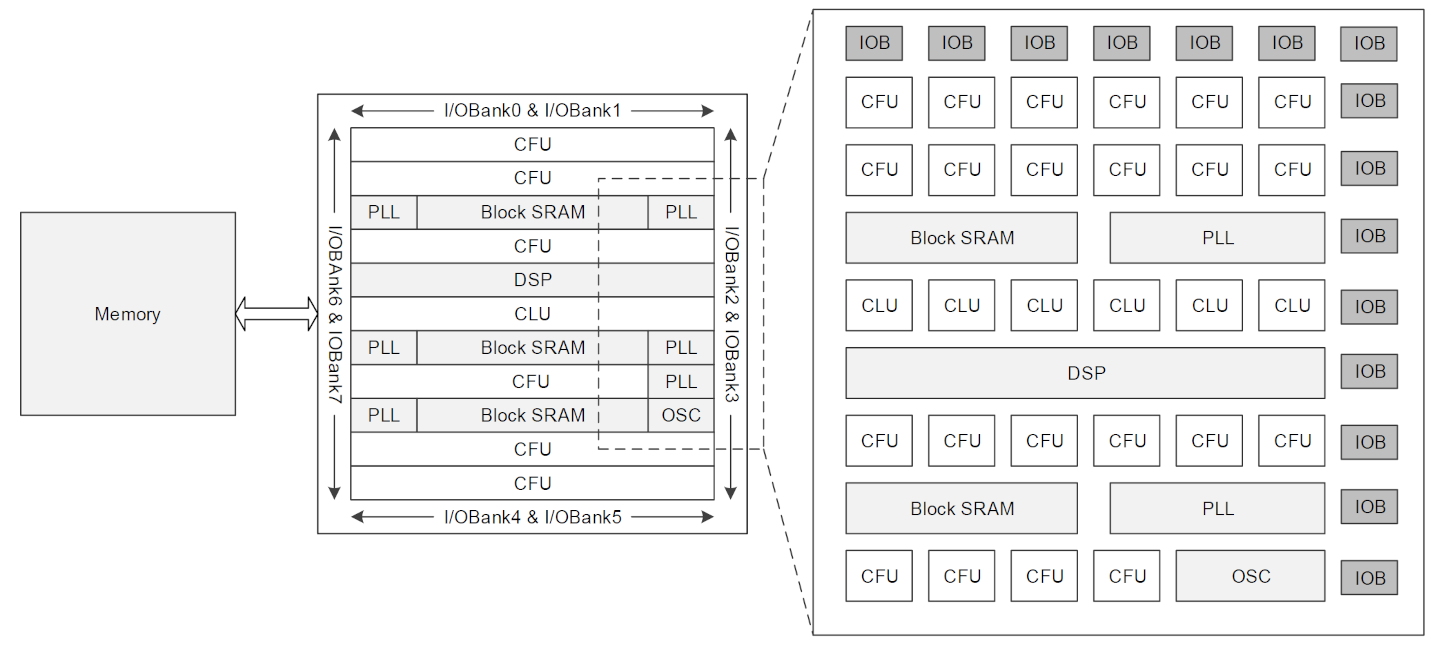 Memory
I/OBank0 & I/OBank1
I/OBAnk6 & IOBank7
I/OBank2 & IOBank3
CFU
CFU
PLL Block SRAM PLL
CFU
DSP
CLU
PLL Block SRAM PLL
CFU PLL
PLL Block SRAM OSC
CFU
CFU
I/OBank4 & I/OBank5
IOB IOB IOB IOB IOB IOB IOB
CFU CFU CFU CFU CFU CFU IOB
CFU CFU CFU CFU CFU CFU IOB
Block SRAM PLL IOB
CLU CLU CLU CLU CLU CLU IOB
DSP IOB
CFU CFU CFU CFU CFU CFU IOB
Block SRAM PLL IOB
CFU CFU CFU CFU OSC IOB